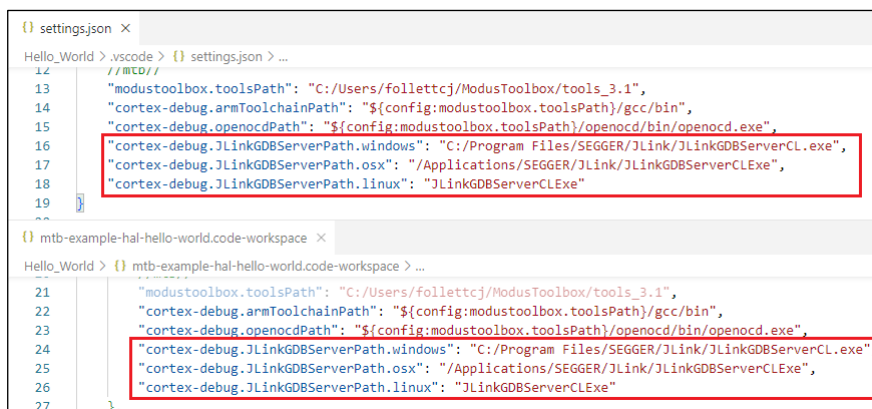 {} settings.json ×
Hello_World > .vscode > {} settings.json > ...
12 //mtb//
13 "modustoolbox.toolsPath": "C:/Users/follettcj/ModusToolbox/tools_3.1",
14 "cortex-debug.armToolchainPath": "${config:modustoolbox.toolsPath}/gcc/bin",
15 "cortex-debug.openocdPath": "${config:modustoolbox.toolsPath}/openocd/bin/openocd.exe",
16 "cortex-debug.JLinkGDBServerPath.windows": "C:/Program Files/SEGGER/JLink/JLinkGDBServerCL.exe",
17 "cortex-debug.JLinkGDBServerPath.osx": "/Applications/SEGGER/JLink/JLinkGDBServerCLExe",
18 "cortex-debug.JLinkGDBServerPath.linux": "JLinkGDBServerCLExe"
19 }
{} mtb-example-hal-hello-world.code-workspace ×
Hello_World > {} mtb-example-hal-hello-world.code-workspace > ...
21 "modustoolbox.toolsPath": "C:/Users/follettcj/ModusToolbox/tools_3.1",
22 "cortex-debug.armToolchainPath": "${config:modustoolbox.toolsPath}/gcc/bin",
23 "cortex-debug.openocdPath": "${config:modustoolbox.toolsPath}/openocd/bin/openocd.exe",
24 "cortex-debug.JLinkGDBServerPath.windows": "C:/Program Files/SEGGER/JLink/JLinkGDBServerCL.exe"
25 "cortex-debug.JLinkGDBServerPath.osx": "/Applications/SEGGER/JLink/JLinkGDBServerCLExe",
26 "cortex-debug.JLinkGDBServerPath.linux": "JLinkGDBServerCLExe"
27 }